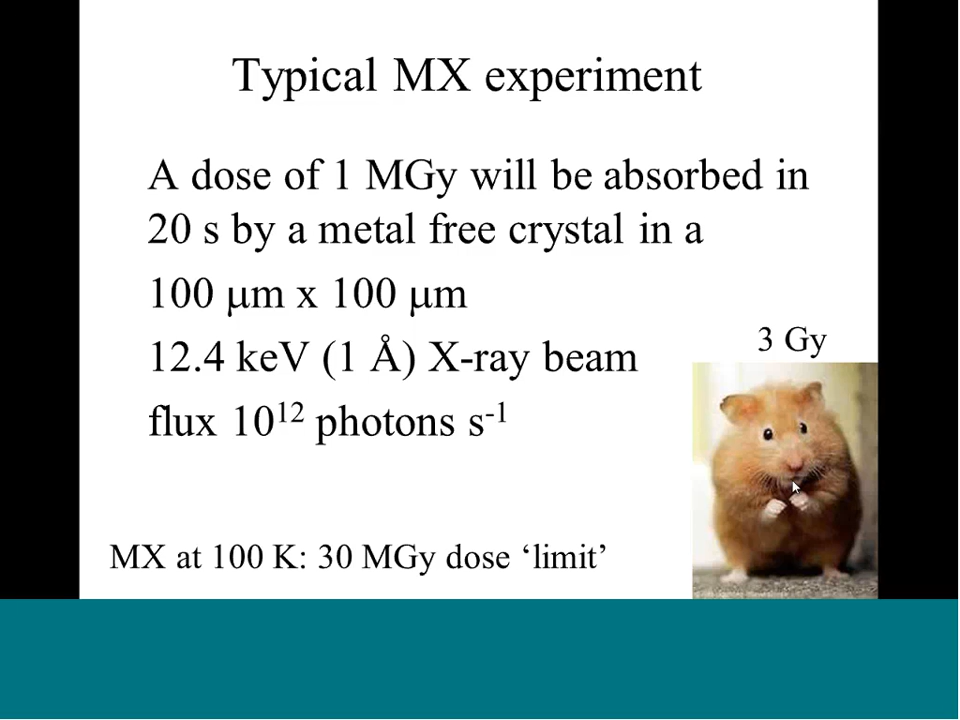 Typical MX experiment
A dose of 1 MGy will be absorbed in
20 s by a metal free crystal in a
100 μm x 100 μm
12.4 keV (1 Å) X-ray beam
flux 10¹² photons s⁻¹
3 Gy
MX at 100 K: 30 MGy dose ‘limit’